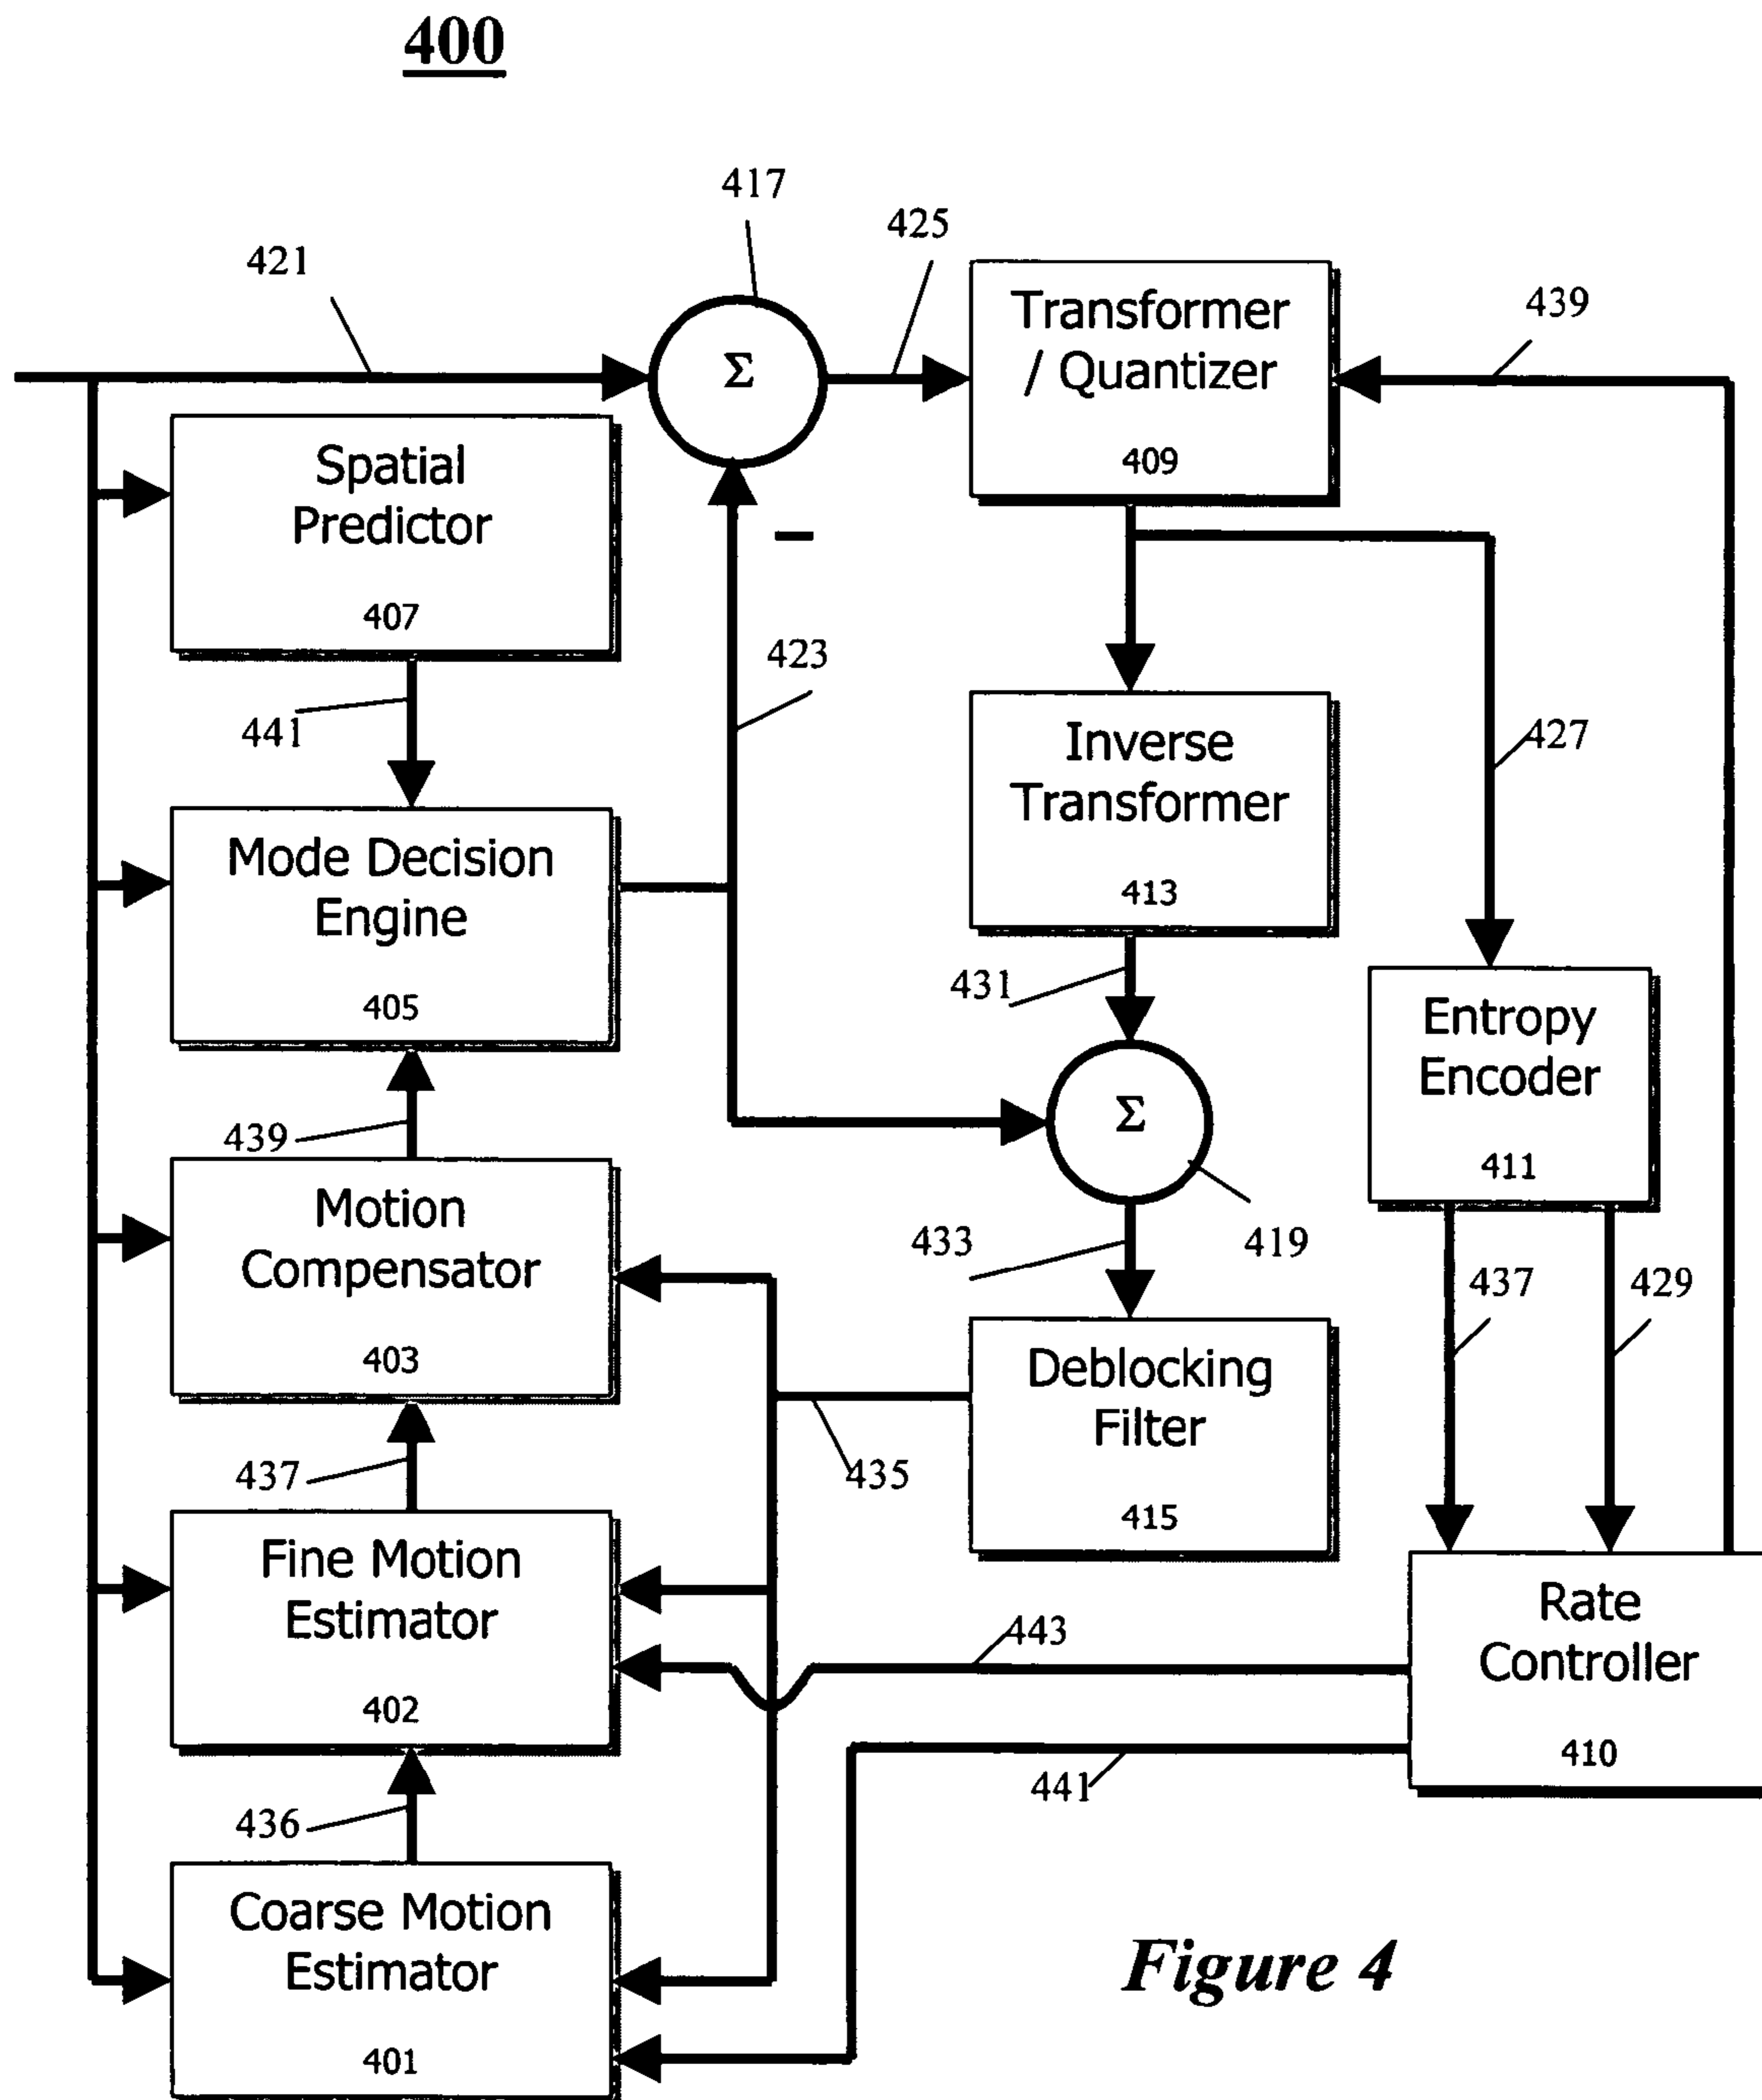 400
417
425
421
439
Σ
Transformer
/ Quantizer
409
Spatial
Predictor
407
–
423
441
427
Inverse
Transformer
413
Mode Decision
Engine
405
431
Entropy
Encoder
411
Σ
439
Motion
Compensator
403
433
419
437
429
Deblocking
Filter
415
435
437
Fine Motion
Estimator
402
443
Rate
Controller
410
441
436
Coarse Motion
Estimator
401
Figure 4